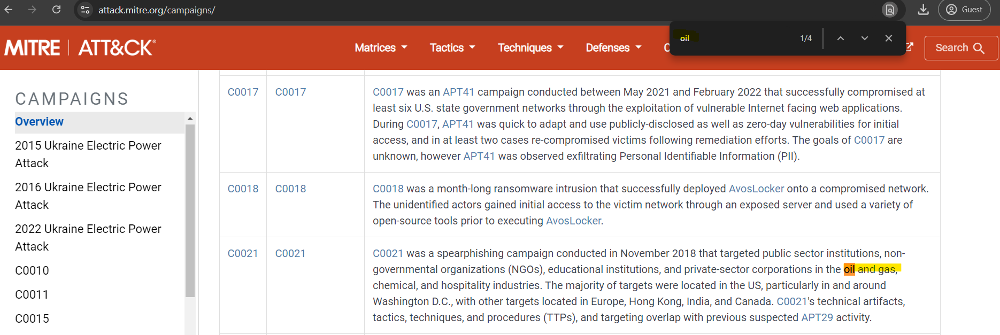 attack.mitre.org/campaigns/
Guest
oil 1/4
MITRE | ATT&CK®
Matrices Tactics Techniques Defenses C Search
CAMPAIGNS
Overview
2015 Ukraine Electric Power
Attack
2016 Ukraine Electric Power
Attack
2022 Ukraine Electric Power
Attack
C0010
C0011
C0015
C0017 C0017 C0017 was an APT41 campaign conducted between May 2021 and February 2022 that successfully compromised at
least six U.S. state government networks through the exploitation of vulnerable Internet facing web applications.
During C0017, APT41 was quick to adapt and use publicly-disclosed as well as zero-day vulnerabilities for initial
access, and in at least two cases re-compromised victims following remediation efforts. The goals of C0017 are
unknown, however APT41 was observed exfiltrating Personal Identifiable Information (PII).
C0018 C0018 C0018 was a month-long ransomware intrusion that successfully deployed AvosLocker onto a compromised network.
The unidentified actors gained initial access to the victim network through an exposed server and used a variety of
open-source tools prior to executing AvosLocker.
C0021 C0021 C0021 was a spearphishing campaign conducted in November 2018 that targeted public sector institutions, non-
governmental organizations (NGOs), educational institutions, and private-sector corporations in the oil and gas,
chemical, and hospitality industries. The majority of targets were located in the US, particularly in and around
Washington D.C., with other targets located in Europe, Hong Kong, India, and Canada. C0021's technical artifacts,
tactics, techniques, and procedures (TTPs), and targeting overlap with previous suspected APT29 activity.